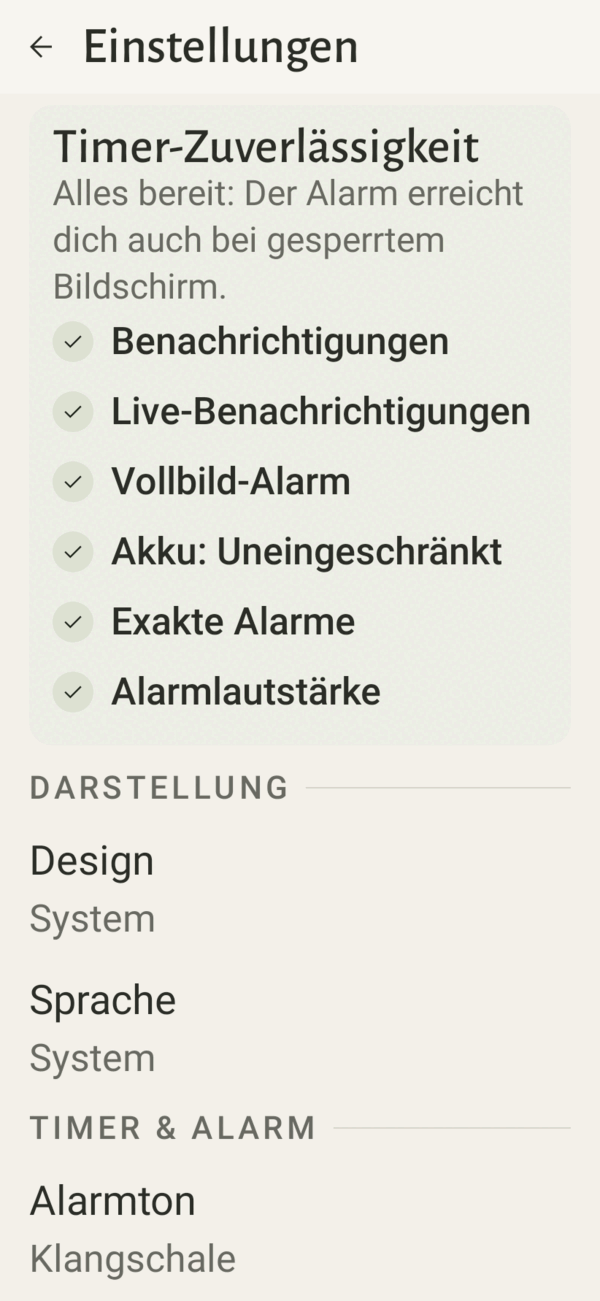 Einstellungen
Timer-Zuverlässigkeit
Alles bereit: Der Alarm erreicht
dich auch bei gesperrtem
Bildschirm.
Benachrichtigungen
Live-Benachrichtigungen
Vollbild-Alarm
Akku: Uneingeschränkt
Exakte Alarme
Alarmlautstärke
DARSTELLUNG
Design
System
Sprache
System
TIMER & ALARM
Alarmton
Klangschale